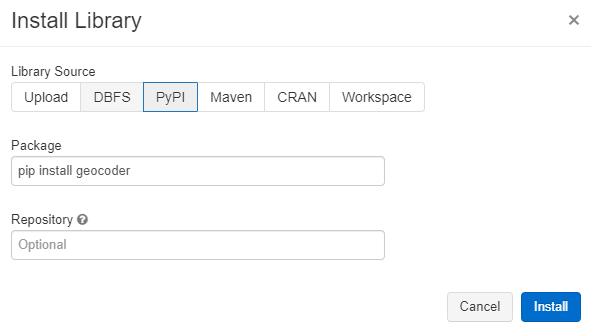 Install Library ×
Library Source
Upload DBFS PyPI Maven CRAN Workspace
Package
pip install geocoder
Repository ?
Optional
Cancel Install